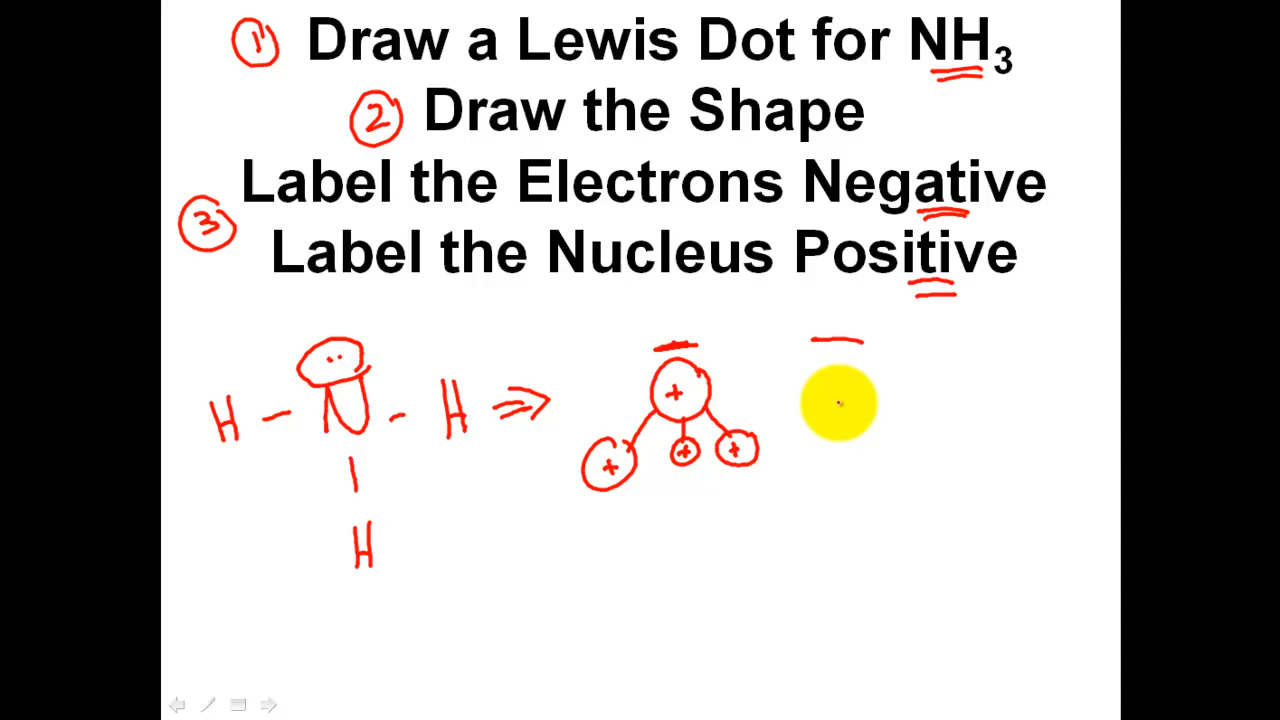 ① Draw a Lewis Dot for NH₃
② Draw the Shape
Label the Electrons Negative
③
Label the Nucleus Positive
H - N̈ - H ⇒
|
H
+
+ + +